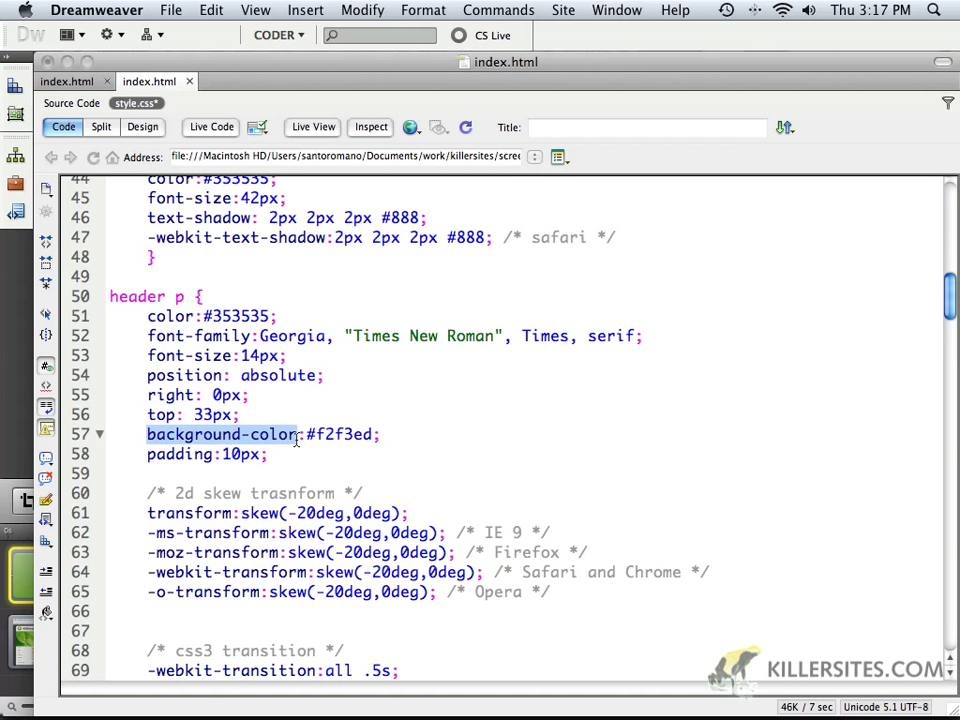 Dreamweaver File Edit View Insert Modify Format Commands Site Window Help Thu 3:17 PM
Dw CODER CS Live
index.html
index.html × index.html ×
Source Code style.css*
Code Split Design Live Code Live View Inspect Title:
Address: file:///Macintosh HD/Users/santoromano/Documents/work/killersites/scree
44 color:#353535;
45 font-size:42px;
46 text-shadow: 2px 2px 2px #888;
47 -webkit-text-shadow:2px 2px 2px #888; /* safari */
48 }
49
50 header p {
51 color:#353535;
52 font-family:Georgia, "Times New Roman", Times, serif;
53 font-size:14px;
54 position: absolute;
55 right: 0px;
56 top: 33px;
57 background-color:#f2f3ed;
58 padding:10px;
59
60 /* 2d skew trasnform */
61 transform:skew(-20deg,0deg);
62 -ms-transform:skew(-20deg,0deg); /* IE 9 */
63 -moz-transform:skew(-20deg,0deg); /* Firefox */
64 -webkit-transform:skew(-20deg,0deg); /* Safari and Chrome */
65 -o-transform:skew(-20deg,0deg); /* Opera */
66
67
68 /* css3 transition */
69 -webkit-transition:all .5s;
KILLERSITES.COM
46K / 7 sec Unicode 5.1 UTF-8